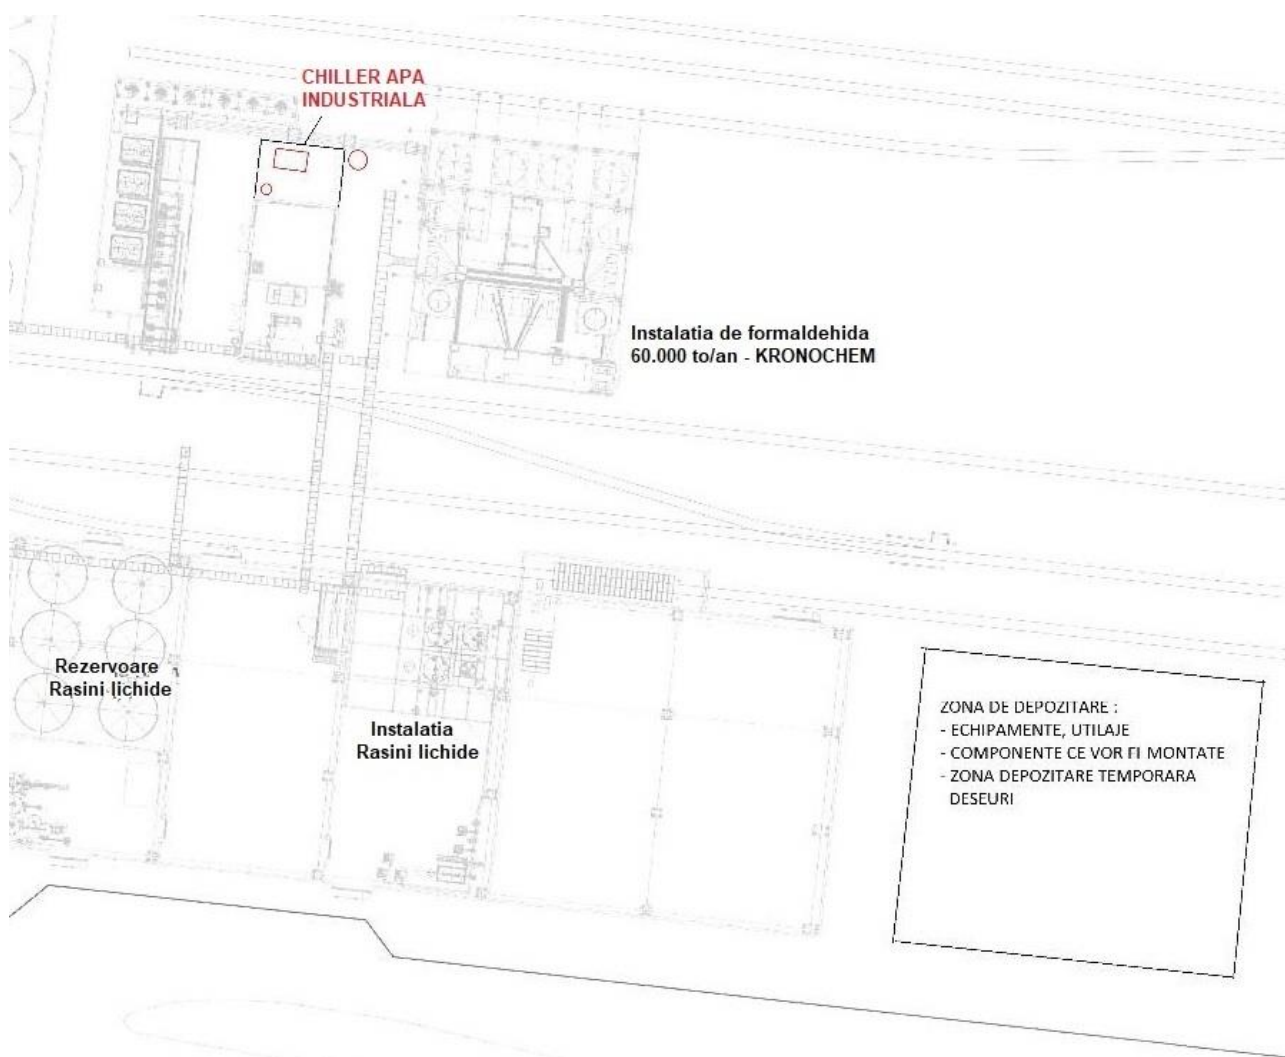 CHILLER APA
INDUSTRIALA
Instalatia de formaldehida
60.000 to/an - KRONOCHEM
Rezervoare
Rasini lichide
Instalatia
Rasini lichide
ZONA DE DEPOZITARE :
- ECHIPAMENTE, UTILAJE
- COMPONENTE CE VOR FI MONTATE
- ZONA DEPOZITARE TEMPORARA
DESEURI